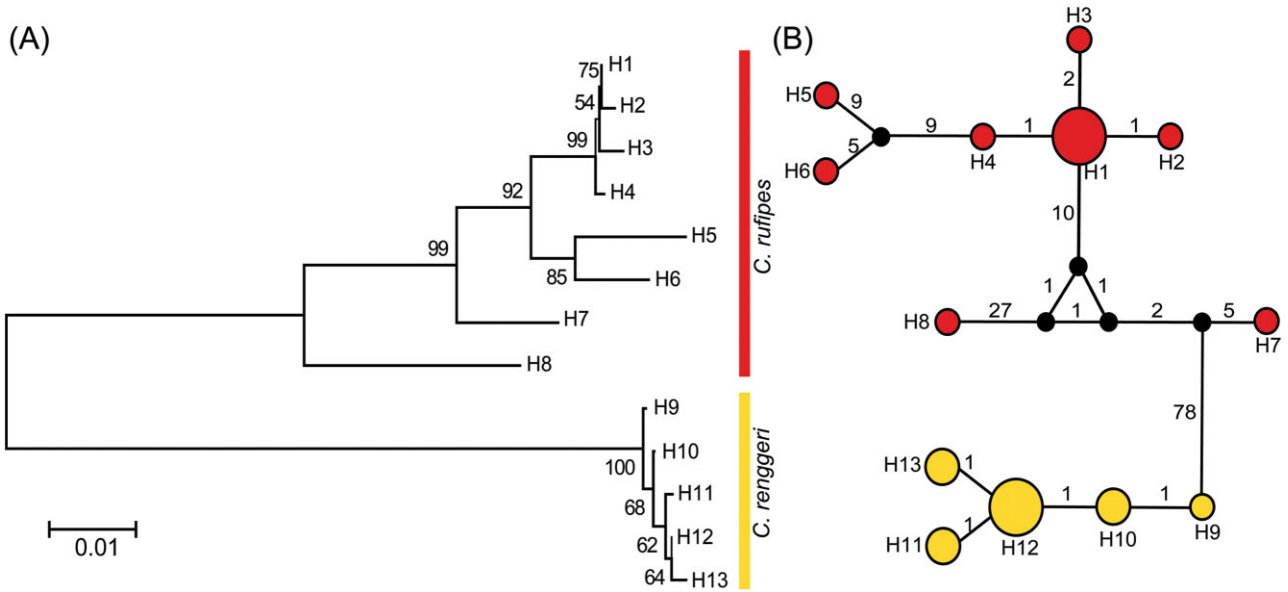 (A)
75
H1
54
H2
99
H3
92
H4
99
H5
85
H6
H7
H8
C. rufipes
H9
100
H10
68
H11
62
H12
64
H13
C. renggeri
0.01
(B)
H3
2
H5
9
9
1
1
5
H6
H4
H1
H2
10
1
1
H8
27
1
2
5
H7
78
H13
1
1
1
H11
1
H12
H10
H9